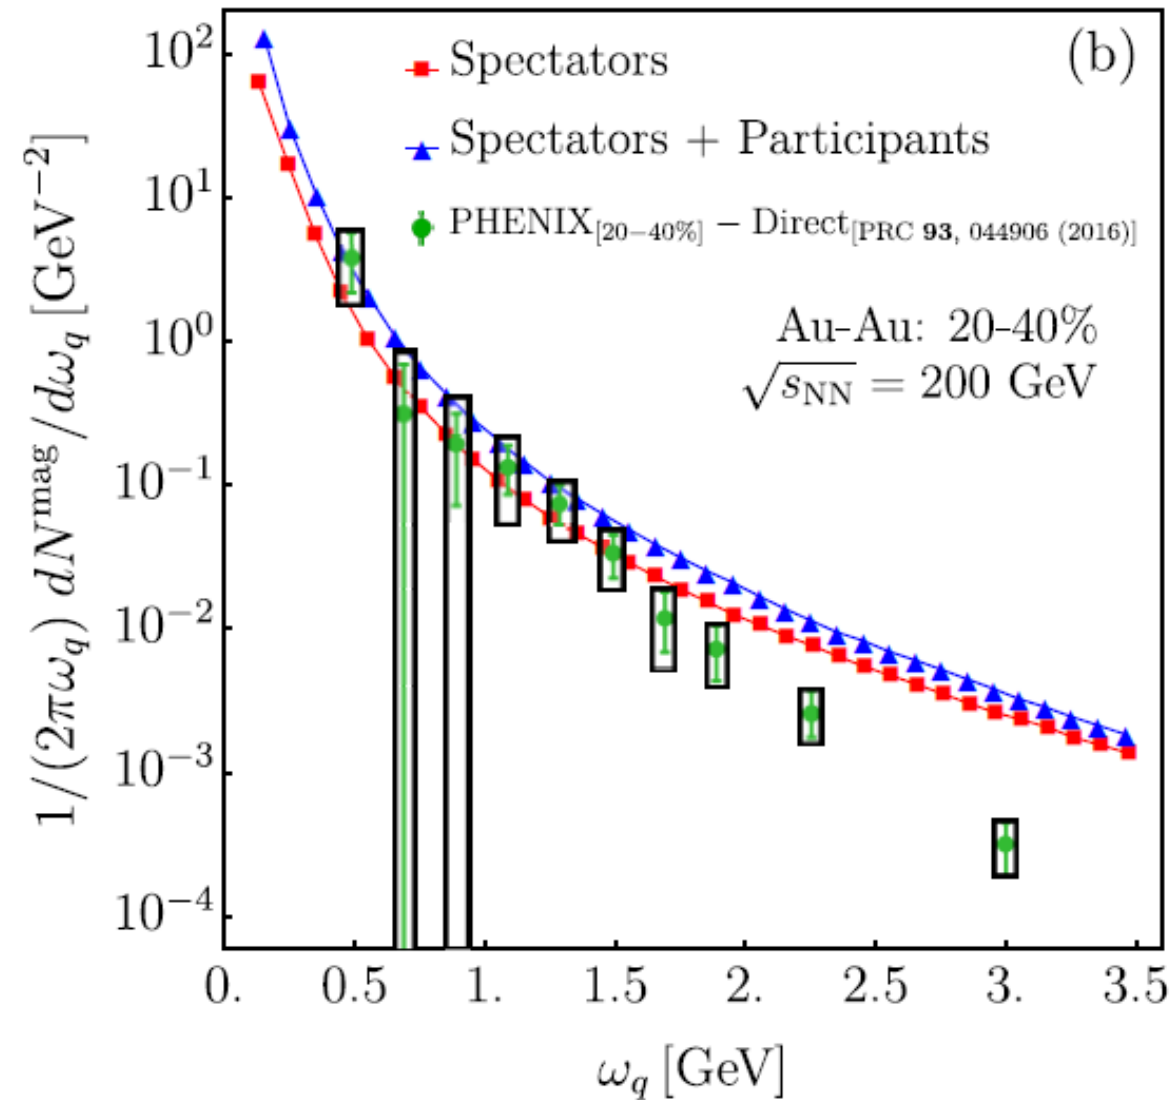 (b)
Spectators
Spectators + Participants
PHENIX[20−40%] − Direct[PRC 93, 044906 (2016)]
Au-Au: 20-40%
√sNN = 200 GeV
1/(2πωq) dN^mag/dωq [GeV^−2]
10^2
10^1
10^0
10^−1
10^−2
10^−3
10^−4
0. 0.5 1. 1.5 2. 2.5 3. 3.5
ωq [GeV]